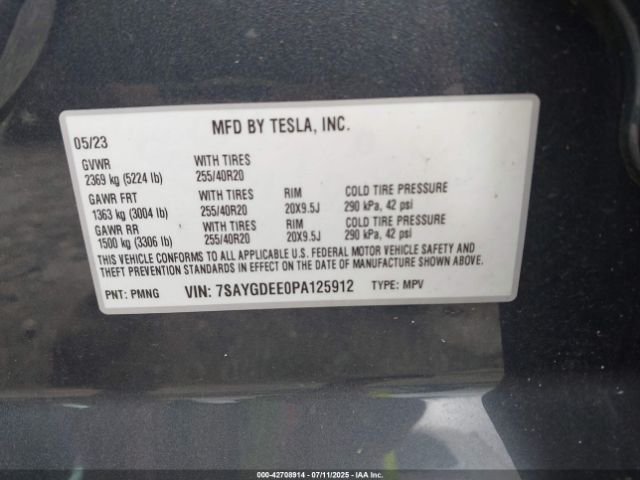 MFD BY TESLA, INC.
05/23
GVWR WITH TIRES
2369 kg (5224 lb) 255/40R20
GAWR FRT WITH TIRES RIM COLD TIRE PRESSURE
1363 kg (3004 lb) 255/40R20 20X9.5J 290 kPa, 42 psi
GAWR RR WITH TIRES RIM COLD TIRE PRESSURE
1500 kg (3306 lb) 255/40R20 20X9.5J 290 kPa, 42 psi
THIS VEHICLE CONFORMS TO ALL APPLICABLE U.S. FEDERAL MOTOR VEHICLE SAFETY AND
THEFT PREVENTION STANDARDS IN EFFECT ON THE DATE OF MANUFACTURE SHOWN ABOVE.
PNT: PMNG VIN: 7SAYGDEE0PA125912 TYPE: MPV
000-42708914 - 07/11/2025 - IAA Inc.